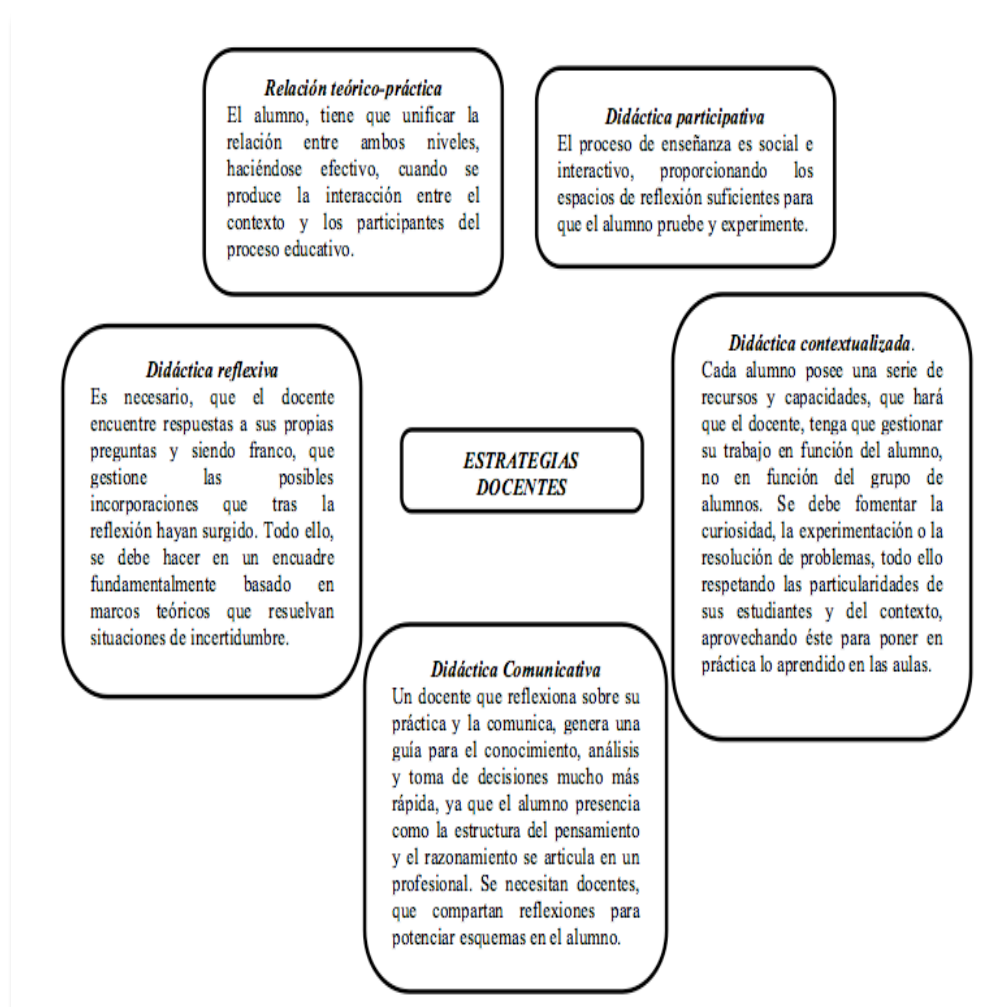 Relación teórico-práctica
El alumno, tiene que unificar la
relación entre ambos niveles,
haciéndose efectivo, cuando se
produce la interacción entre el
contexto y los participantes del
proceso educativo.
Didáctica participativa
El proceso de enseñanza es social e
interactivo, proporcionando los
espacios de reflexión suficientes para
que el alumno pruebe y experimente.
Didáctica reflexiva
Es necesario, que el docente
encuentre respuestas a sus propias
preguntas y siendo franco, que
gestione las posibles
incorporaciones que tras la
reflexión hayan surgido. Todo ello,
se debe hacer en un encuadre
fundamentalmente basado en
marcos teóricos que resuelvan
situaciones de incertidumbre.
ESTRATEGIAS
DOCENTES
Didáctica contextualizada.
Cada alumno posee una serie de
recursos y capacidades, que hará
que el docente, tenga que gestionar
su trabajo en función del alumno,
no en función del grupo de
alumnos. Se debe fomentar la
curiosidad, la experimentación o la
resolución de problemas, todo ello
respetando las particularidades de
sus estudiantes y del contexto,
aprovechando éste para poner en
práctica lo aprendido en las aulas.
Didáctica Comunicativa
Un docente que reflexiona sobre su
práctica y la comunica, genera una
guía para el conocimiento, análisis
y toma de decisiones mucho más
rápida, ya que el alumno presencia
como la estructura del pensamiento
y el razonamiento se articula en un
profesional. Se necesitan docentes,
que compartan reflexiones para
potenciar esquemas en el alumno.